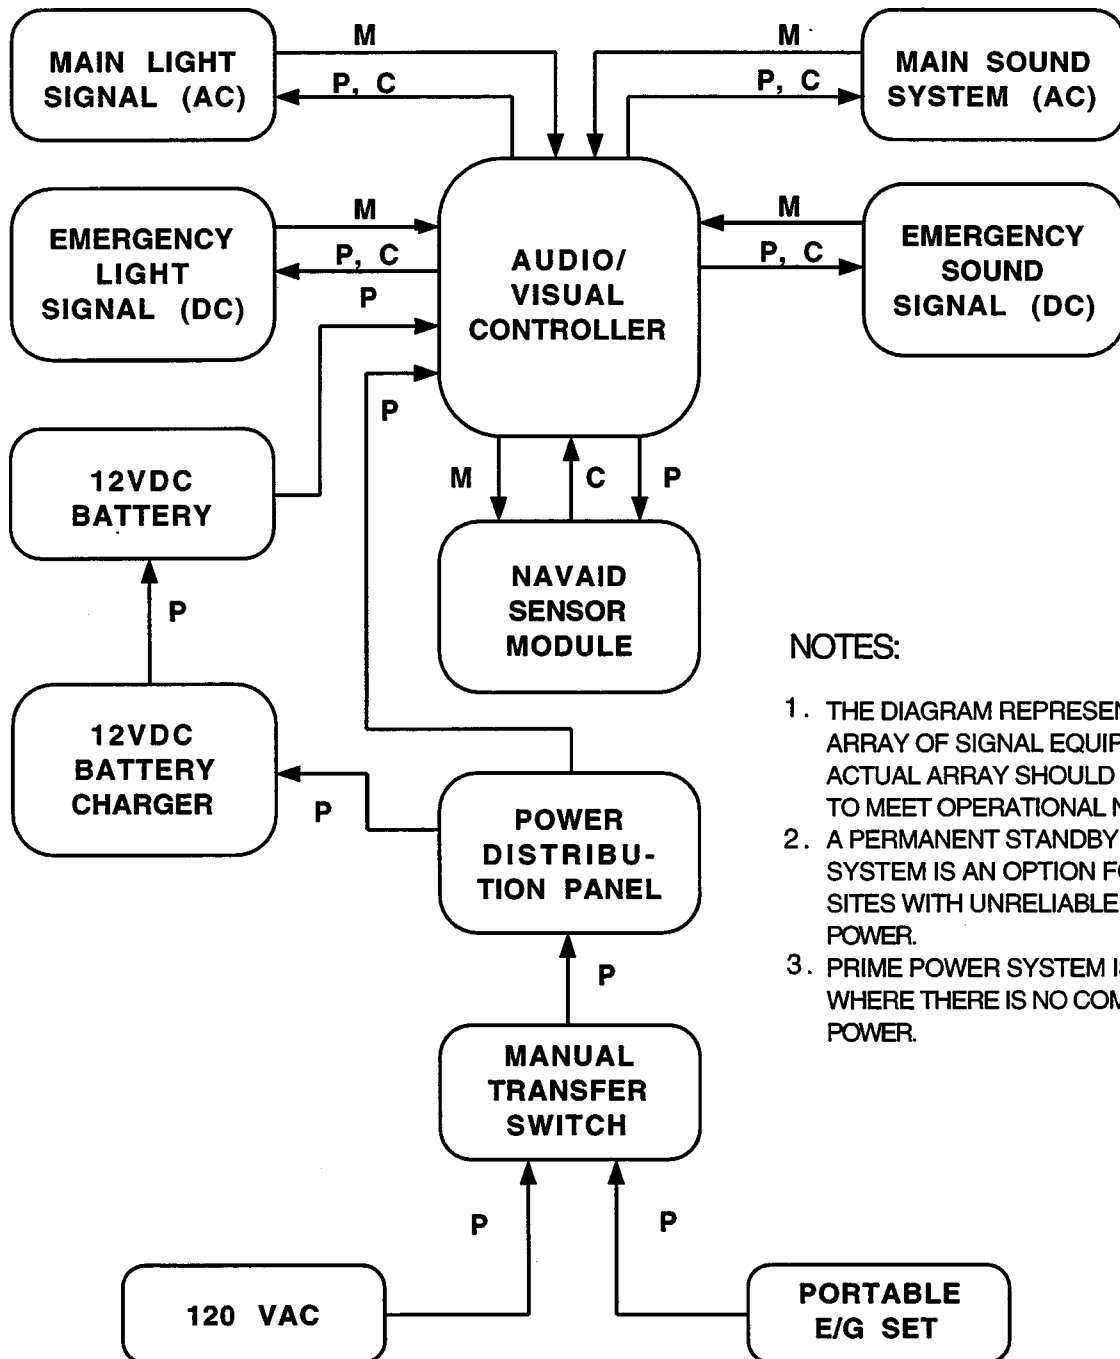 MAIN LIGHT
SIGNAL (AC)
M
P, C
M
P, C
MAIN SOUND
SYSTEM (AC)
EMERGENCY
LIGHT
SIGNAL (DC)
M
P, C
P
P
AUDIO/
VISUAL
CONTROLLER
M
P, C
EMERGENCY
SOUND
SIGNAL (DC)
12VDC
BATTERY
M
C
P
NAVAID
SENSOR
MODULE
P
12VDC
BATTERY
CHARGER
P
POWER
DISTRIBU-
TION PANEL
P
MANUAL
TRANSFER
SWITCH
P
P
120 VAC
PORTABLE
E/G SET
NOTES:
1. THE DIAGRAM REPRESEN
ARRAY OF SIGNAL EQUIP
ACTUAL ARRAY SHOULD
TO MEET OPERATIONAL N
2. A PERMANENT STANDBY
SYSTEM IS AN OPTION FO
SITES WITH UNRELIABLE
POWER.
3. PRIME POWER SYSTEM IS
WHERE THERE IS NO COM
POWER.